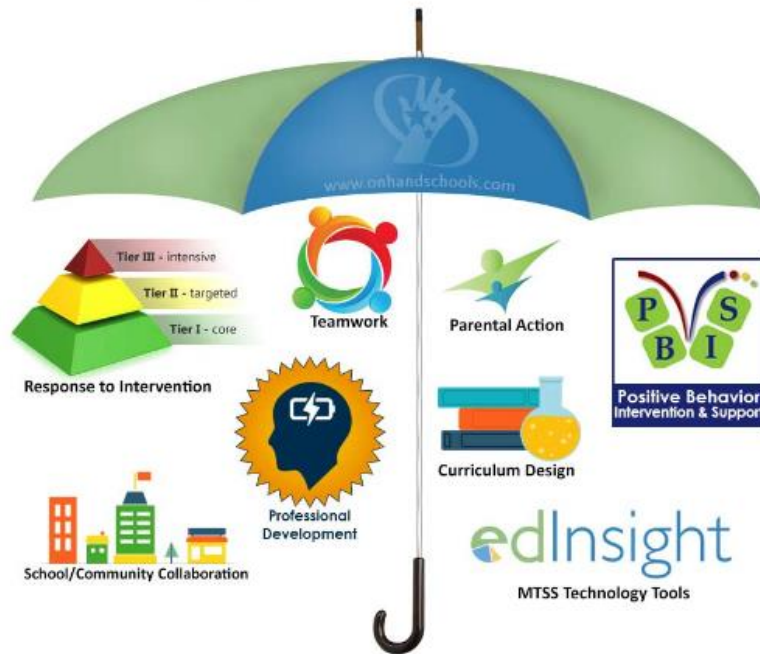 www.onhandschools.com
Tier III - intensive
Tier II - targeted
Tier I - core
Response to Intervention
Teamwork
Parental Action
P S
B I
Positive Behavior
Intervention & Support
Professional
Development
Curriculum Design
School/Community Collaboration
edInsight
MTSS Technology Tools